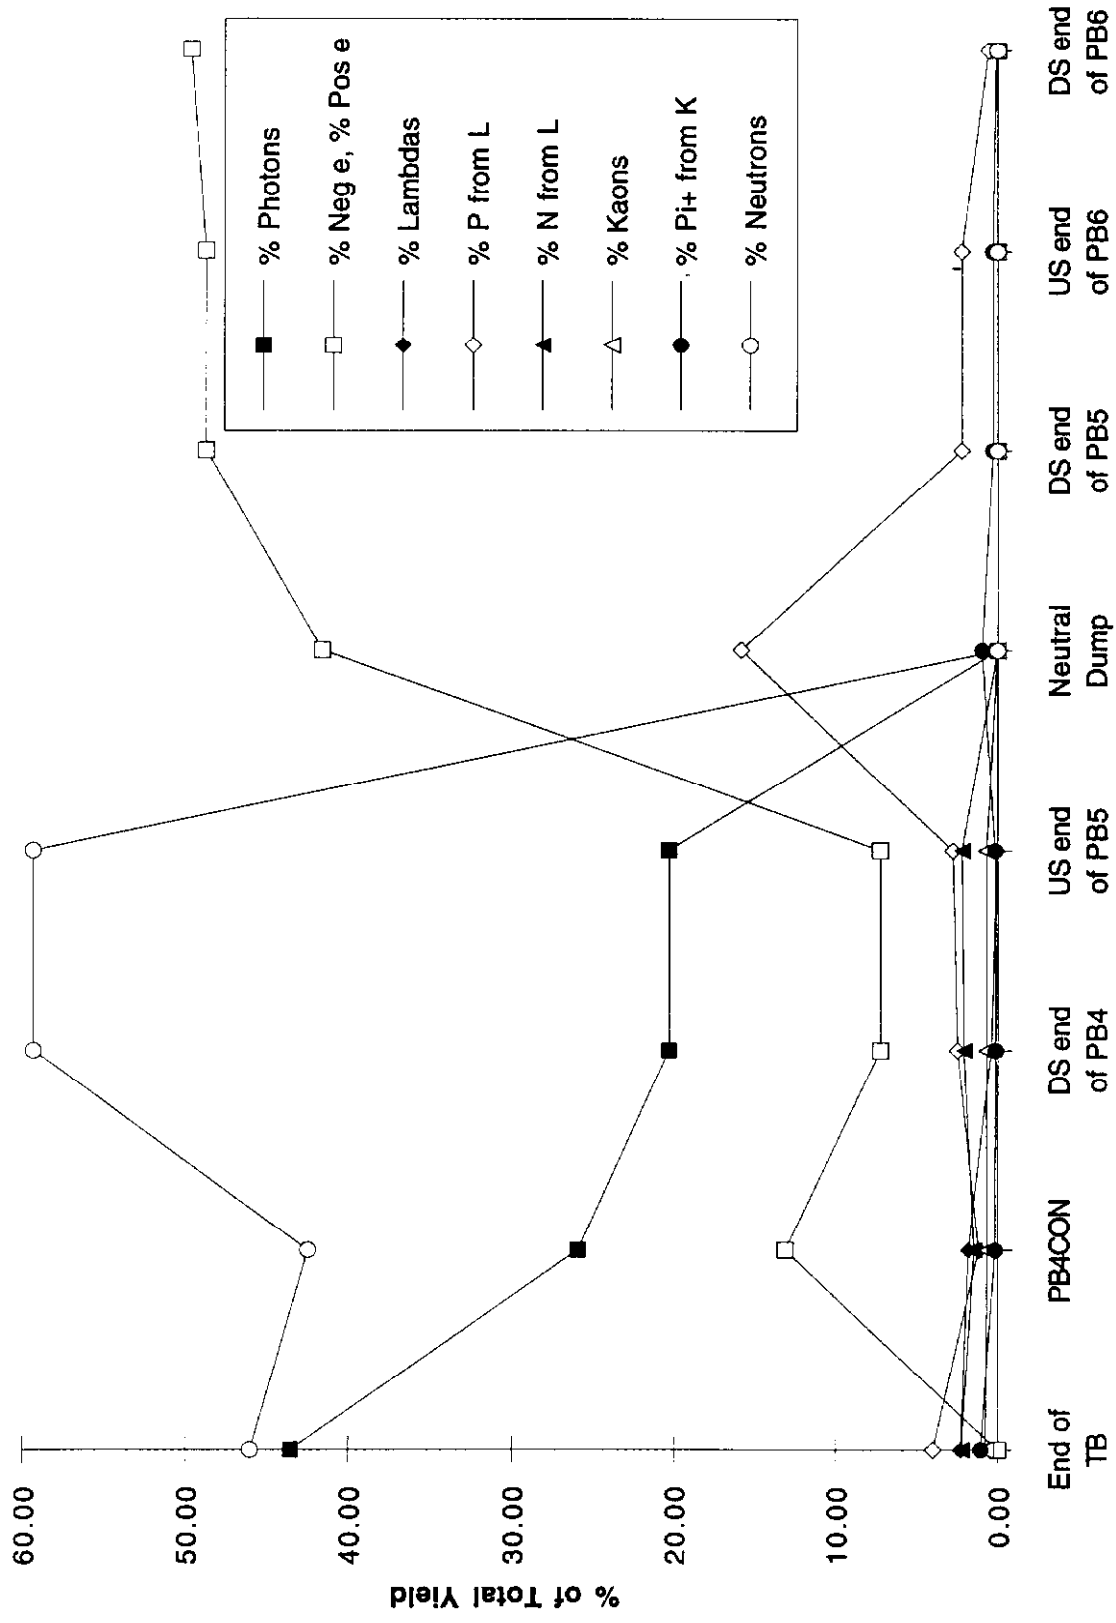 % of Total Yield
60.00
50.00
40.00
30.00
20.00
10.00
0.00
% Photons
% Neg e, % Pos e
% Lambdas
% P from L
% N from L
% Kaons
% Pi+ from K
% Neutrons
End of
TB
PB4CON
DS end
of PB4
US end
of PB5
Neutral
Dump
DS end
of PB5
US end
of PB6
DS end
of PB6